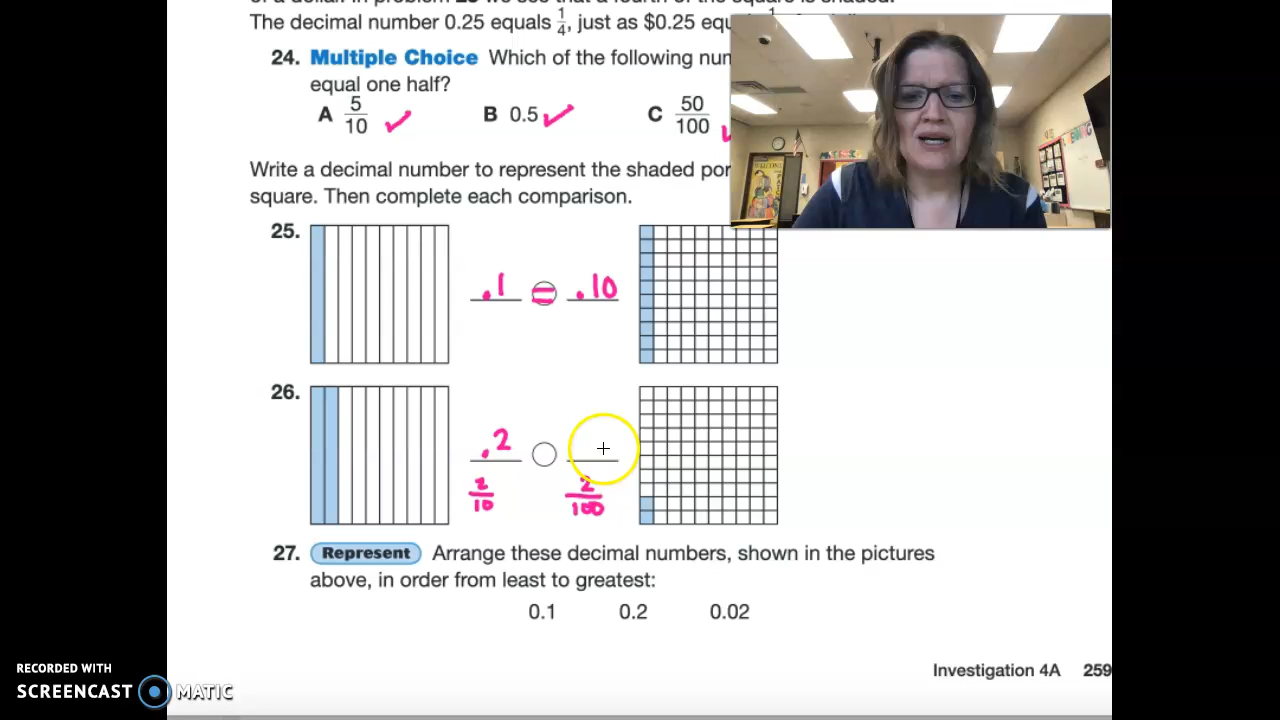 The decimal number 0.25 equals 1/4, just as $0.25
24. Multiple Choice Which of the following
equal one half?
A 5/10 ✓ B 0.5 ✓ C 50/100
Write a decimal number to represent the shaded
square. Then complete each comparison.
25. .1 = .10
26. .2
2/10 2/100
27. Represent Arrange these decimal numbers, shown in the pictures
above, in order from least to greatest:
0.1 0.2 0.02
Investigation 4A 259
RECORDED WITH
SCREENCAST MATIC